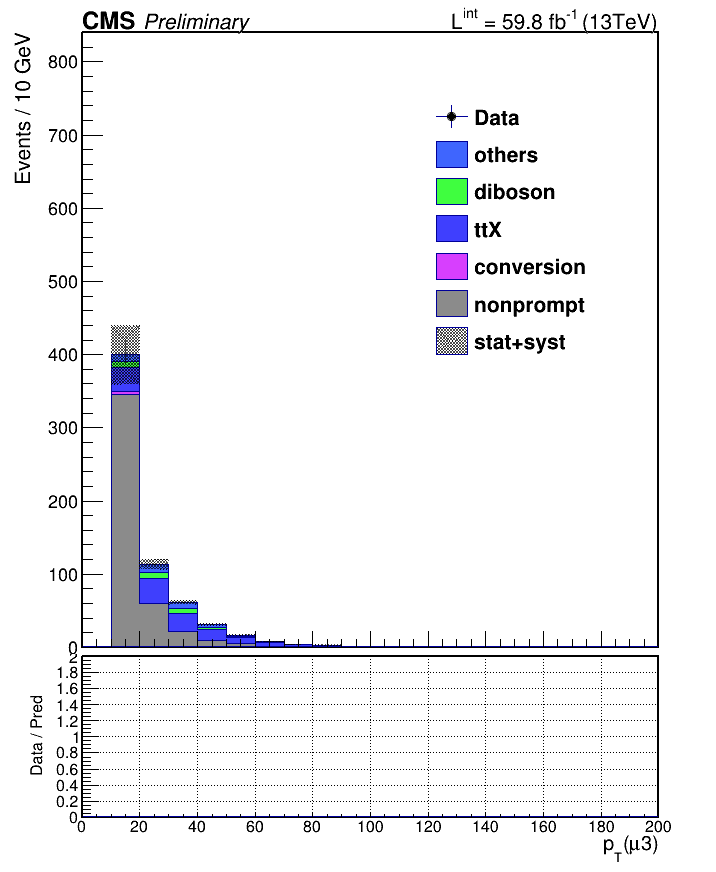 CMS Preliminary
L^int = 59.8 fb^-1 (13TeV)
Events / 10 GeV
800
700
600
500
400
300
200
100
0
Data
others
diboson
ttX
conversion
nonprompt
stat+syst
Data / Pred
2
1.8
1.6
1.4
1.2
1
0.8
0.6
0.4
0.2
0
0 20 40 60 80 100 120 140 160 180 200
p_T(μ3)